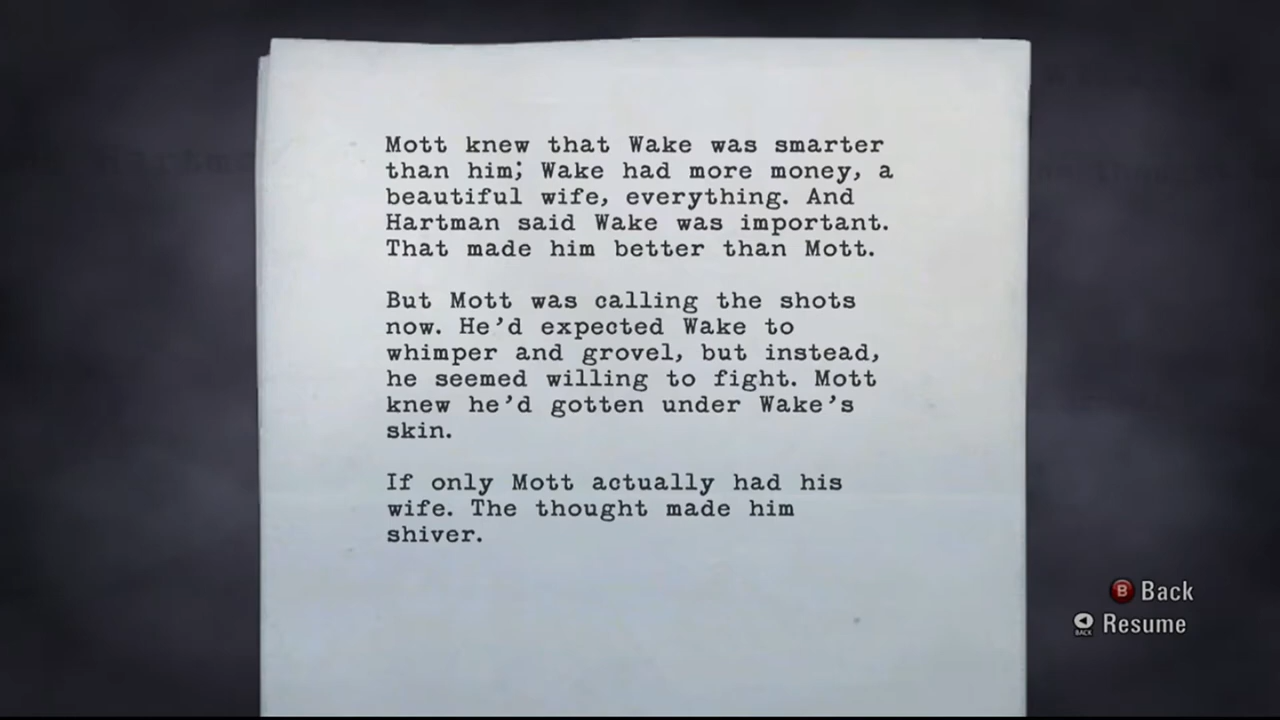 Mott knew that Wake was smarter
than him; Wake had more money, a
beautiful wife, everything. And
Hartman said Wake was important.
That made him better than Mott.
But Mott was calling the shots
now. He'd expected Wake to
whimper and grovel, but instead,
he seemed willing to fight. Mott
knew he'd gotten under Wake's
skin.
If only Mott actually had his
wife. The thought made him
shiver.
B Back
BACK Resume